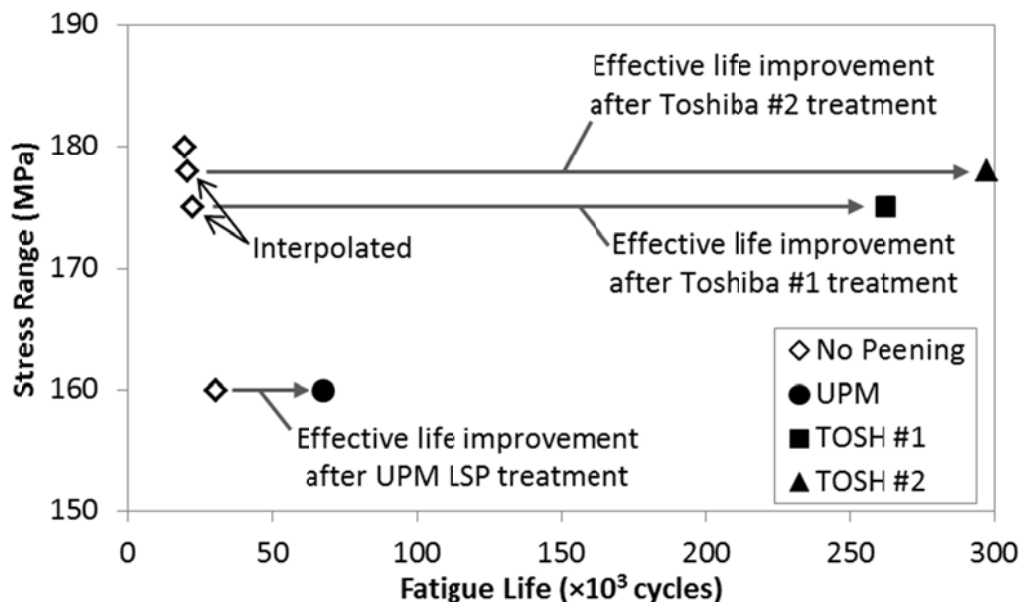 190
180
170
160
150
Stress Range (MPa)
Effective life improvement
after Toshiba #2 treatment
Interpolated
Effective life improvement
after Toshiba #1 treatment
Effective life improvement
after UPM LSP treatment
No Peening
UPM
TOSH #1
TOSH #2
0 50 100 150 200 250 300
Fatigue Life (×10³ cycles)